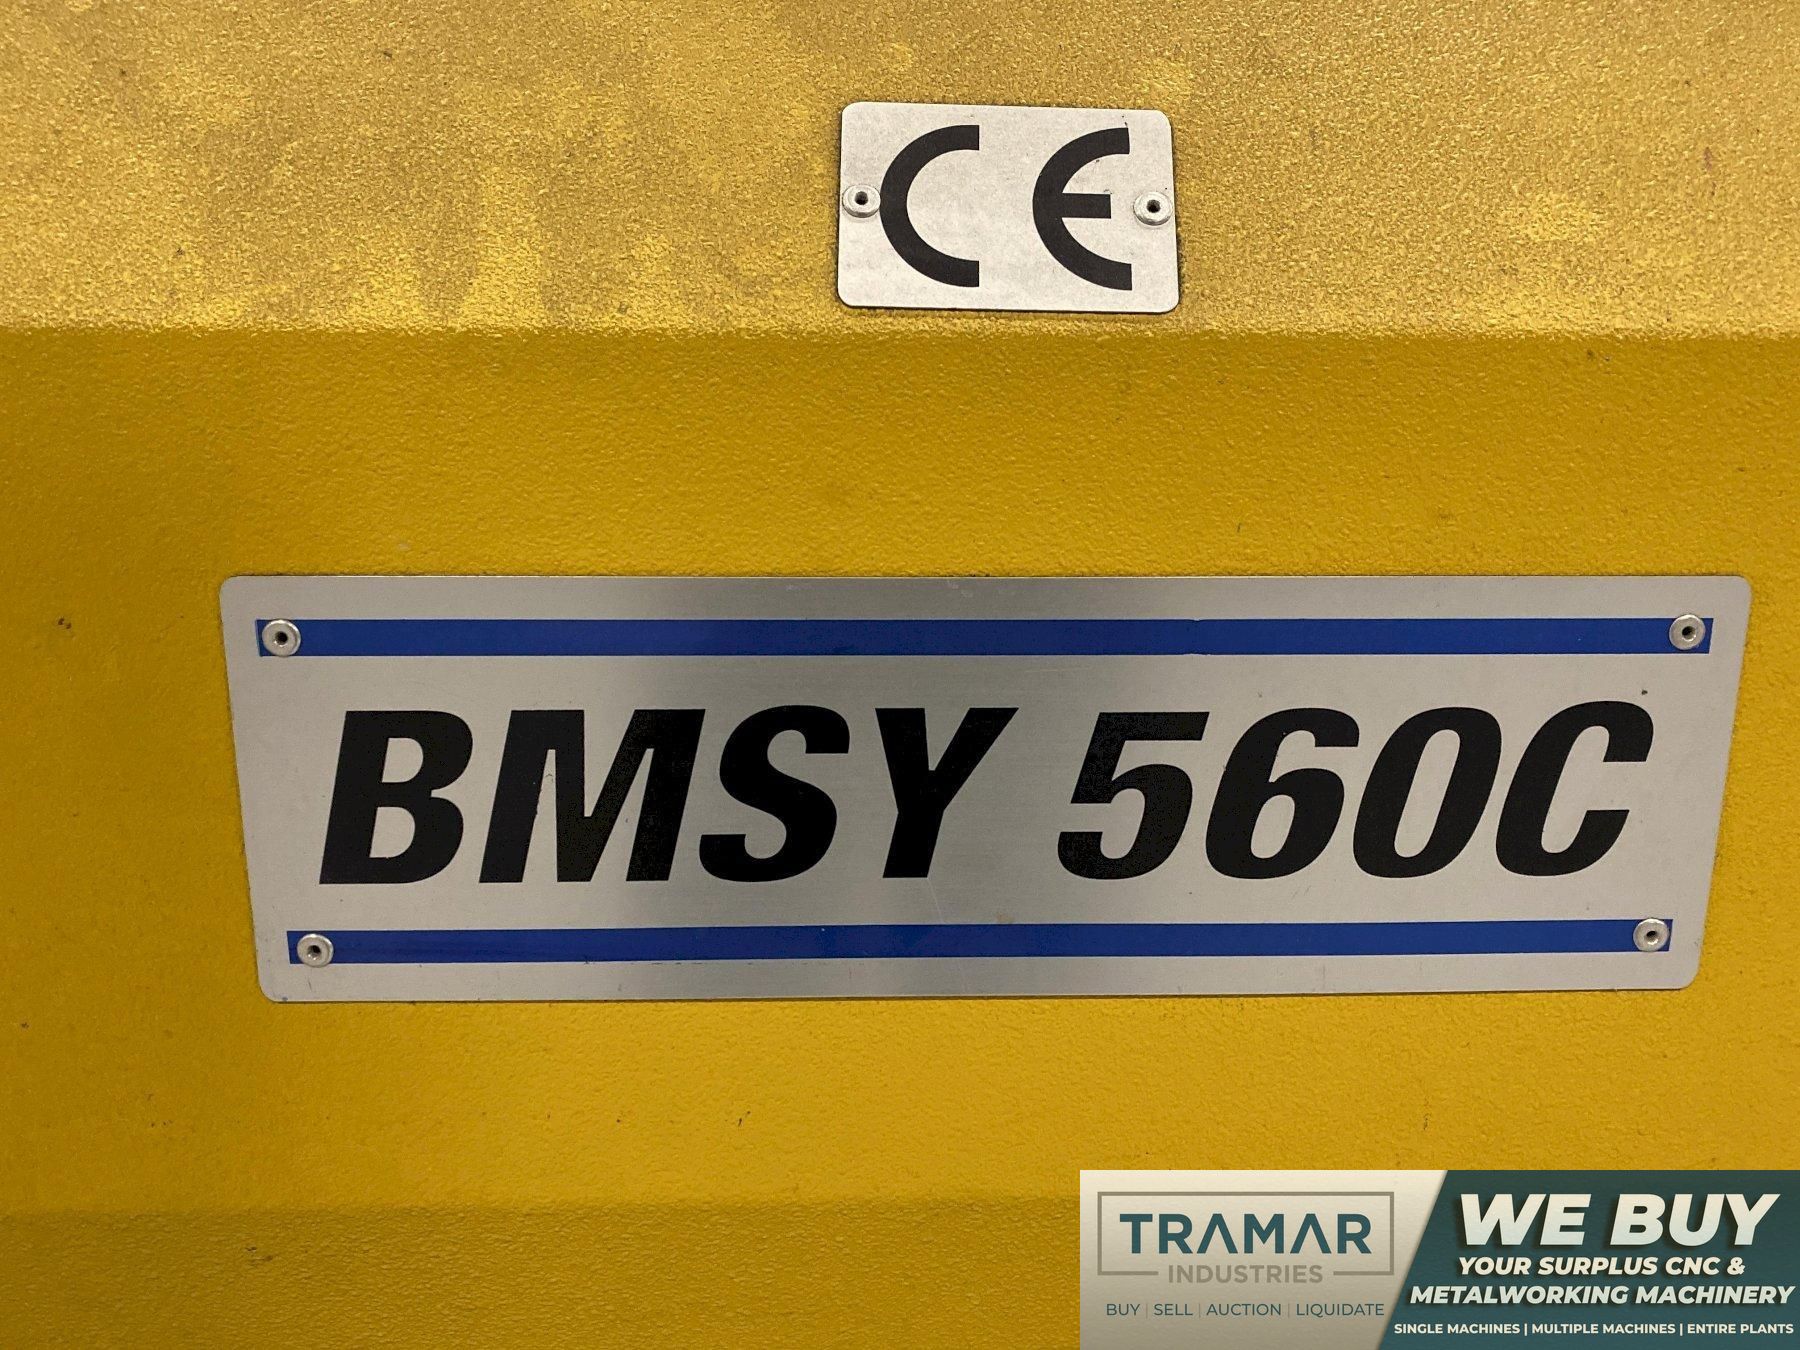 CE
BMSY 560C
TRAMAR
INDUSTRIES
BUY | SELL | AUCTION | LIQUIDATE
WE BUY
YOUR SURPLUS CNC &
METALWORKING MACHINERY
SINGLE MACHINES | MULTIPLE MACHINES | ENTIRE PLANTS